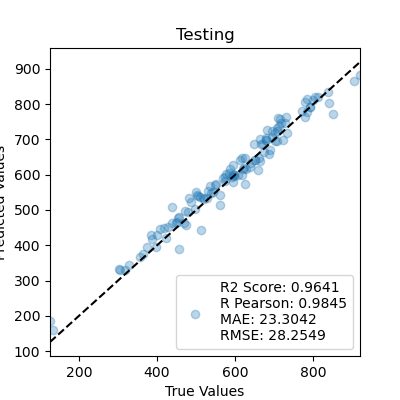 Testing
Predicted Values
900
800
700
600
500
400
300
200
100
R2 Score: 0.9641
R Pearson: 0.9845
MAE: 23.3042
RMSE: 28.2549
200 400 600 800
True Values